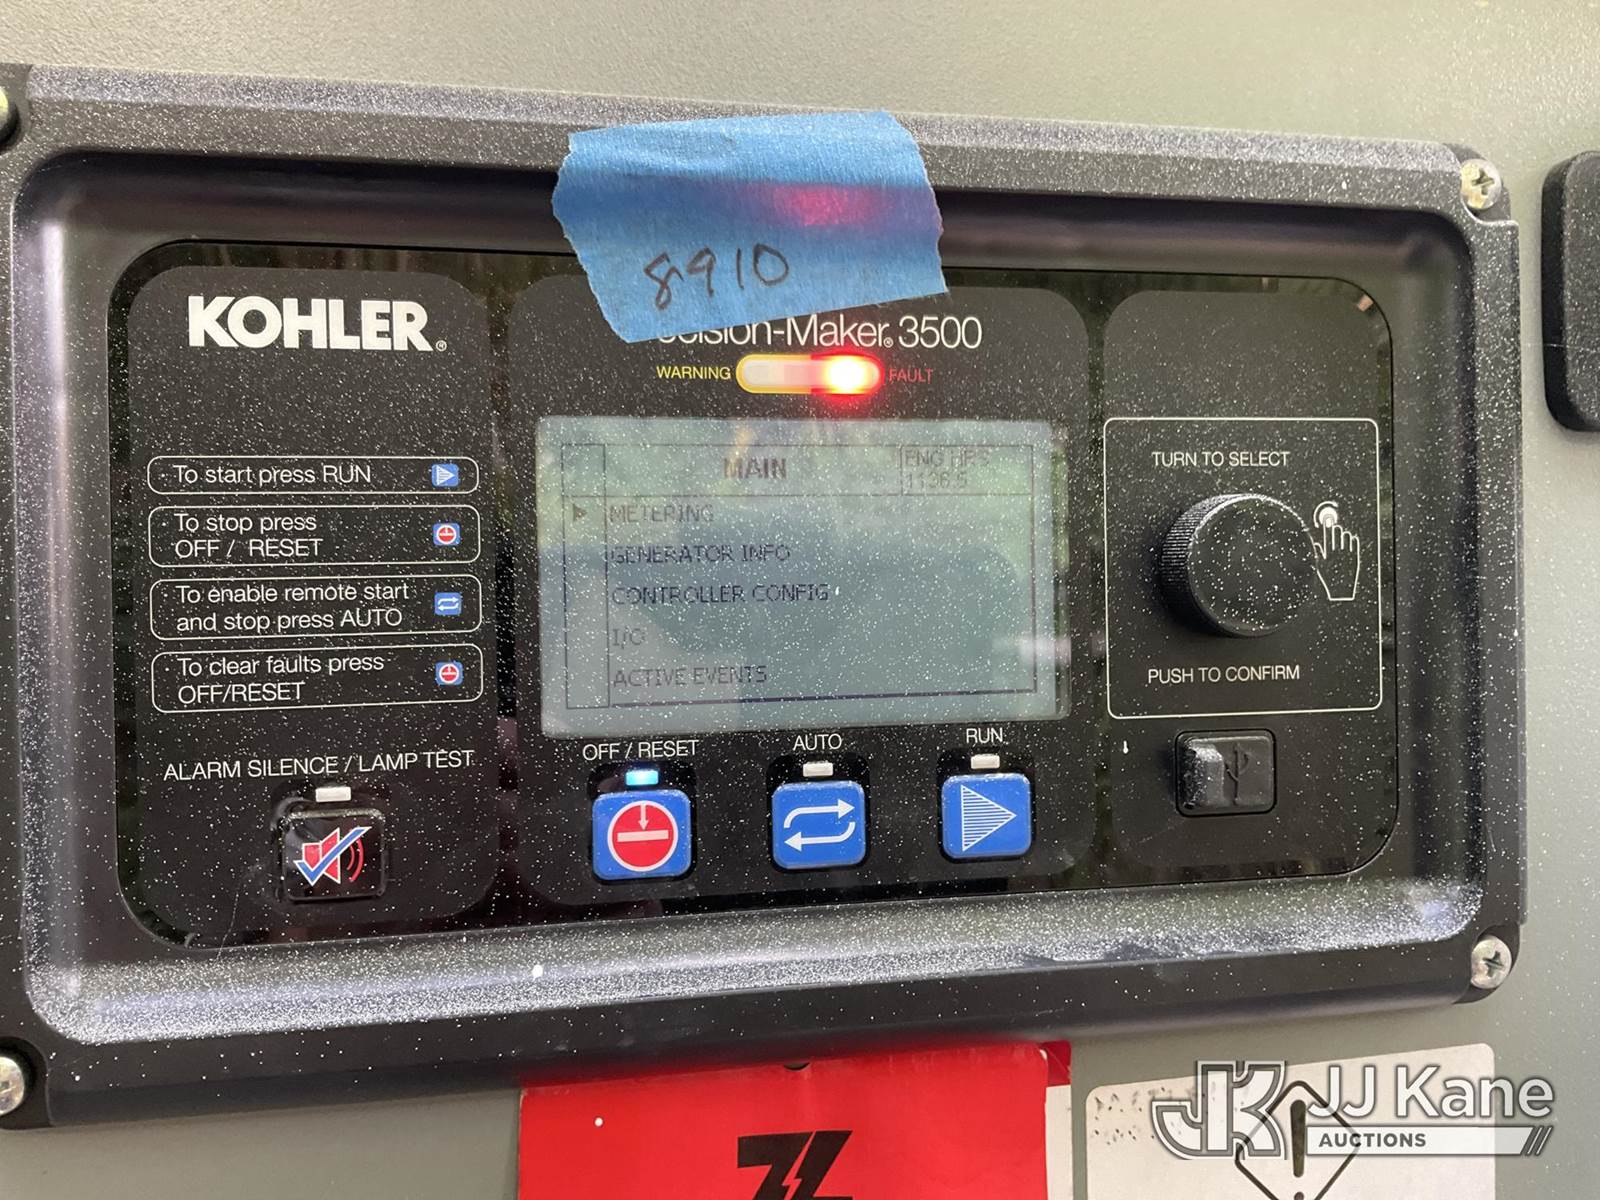 8910
KOHLER®
cision-Maker® 3500
WARNING FAULT
To start press RUN
To stop press
OFF / RESET
To enable remote start
and stop press AUTO
To clear faults press
OFF/RESET
ALARM SILENCE / LAMP TEST
MAIN
ENG HRS
1136.5
METERING
GENERATOR INFO
CONTROLLER CONFIG
I/O
ACTIVE EVENTS
OFF / RESET
AUTO
RUN
TURN TO SELECT
PUSH TO CONFIRM
JK JJ Kane
AUCTIONS